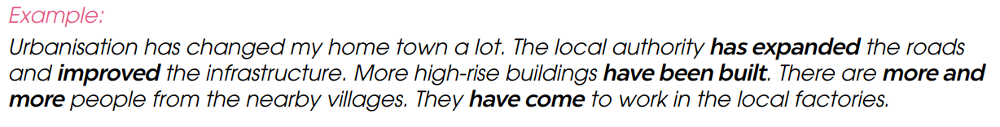 Example:
Urbanisation has changed my home town a lot. The local authority has expanded the roads
and improved the infrastructure. More high-rise buildings have been built. There are more and
more people from the nearby villages. They have come to work in the local factories.